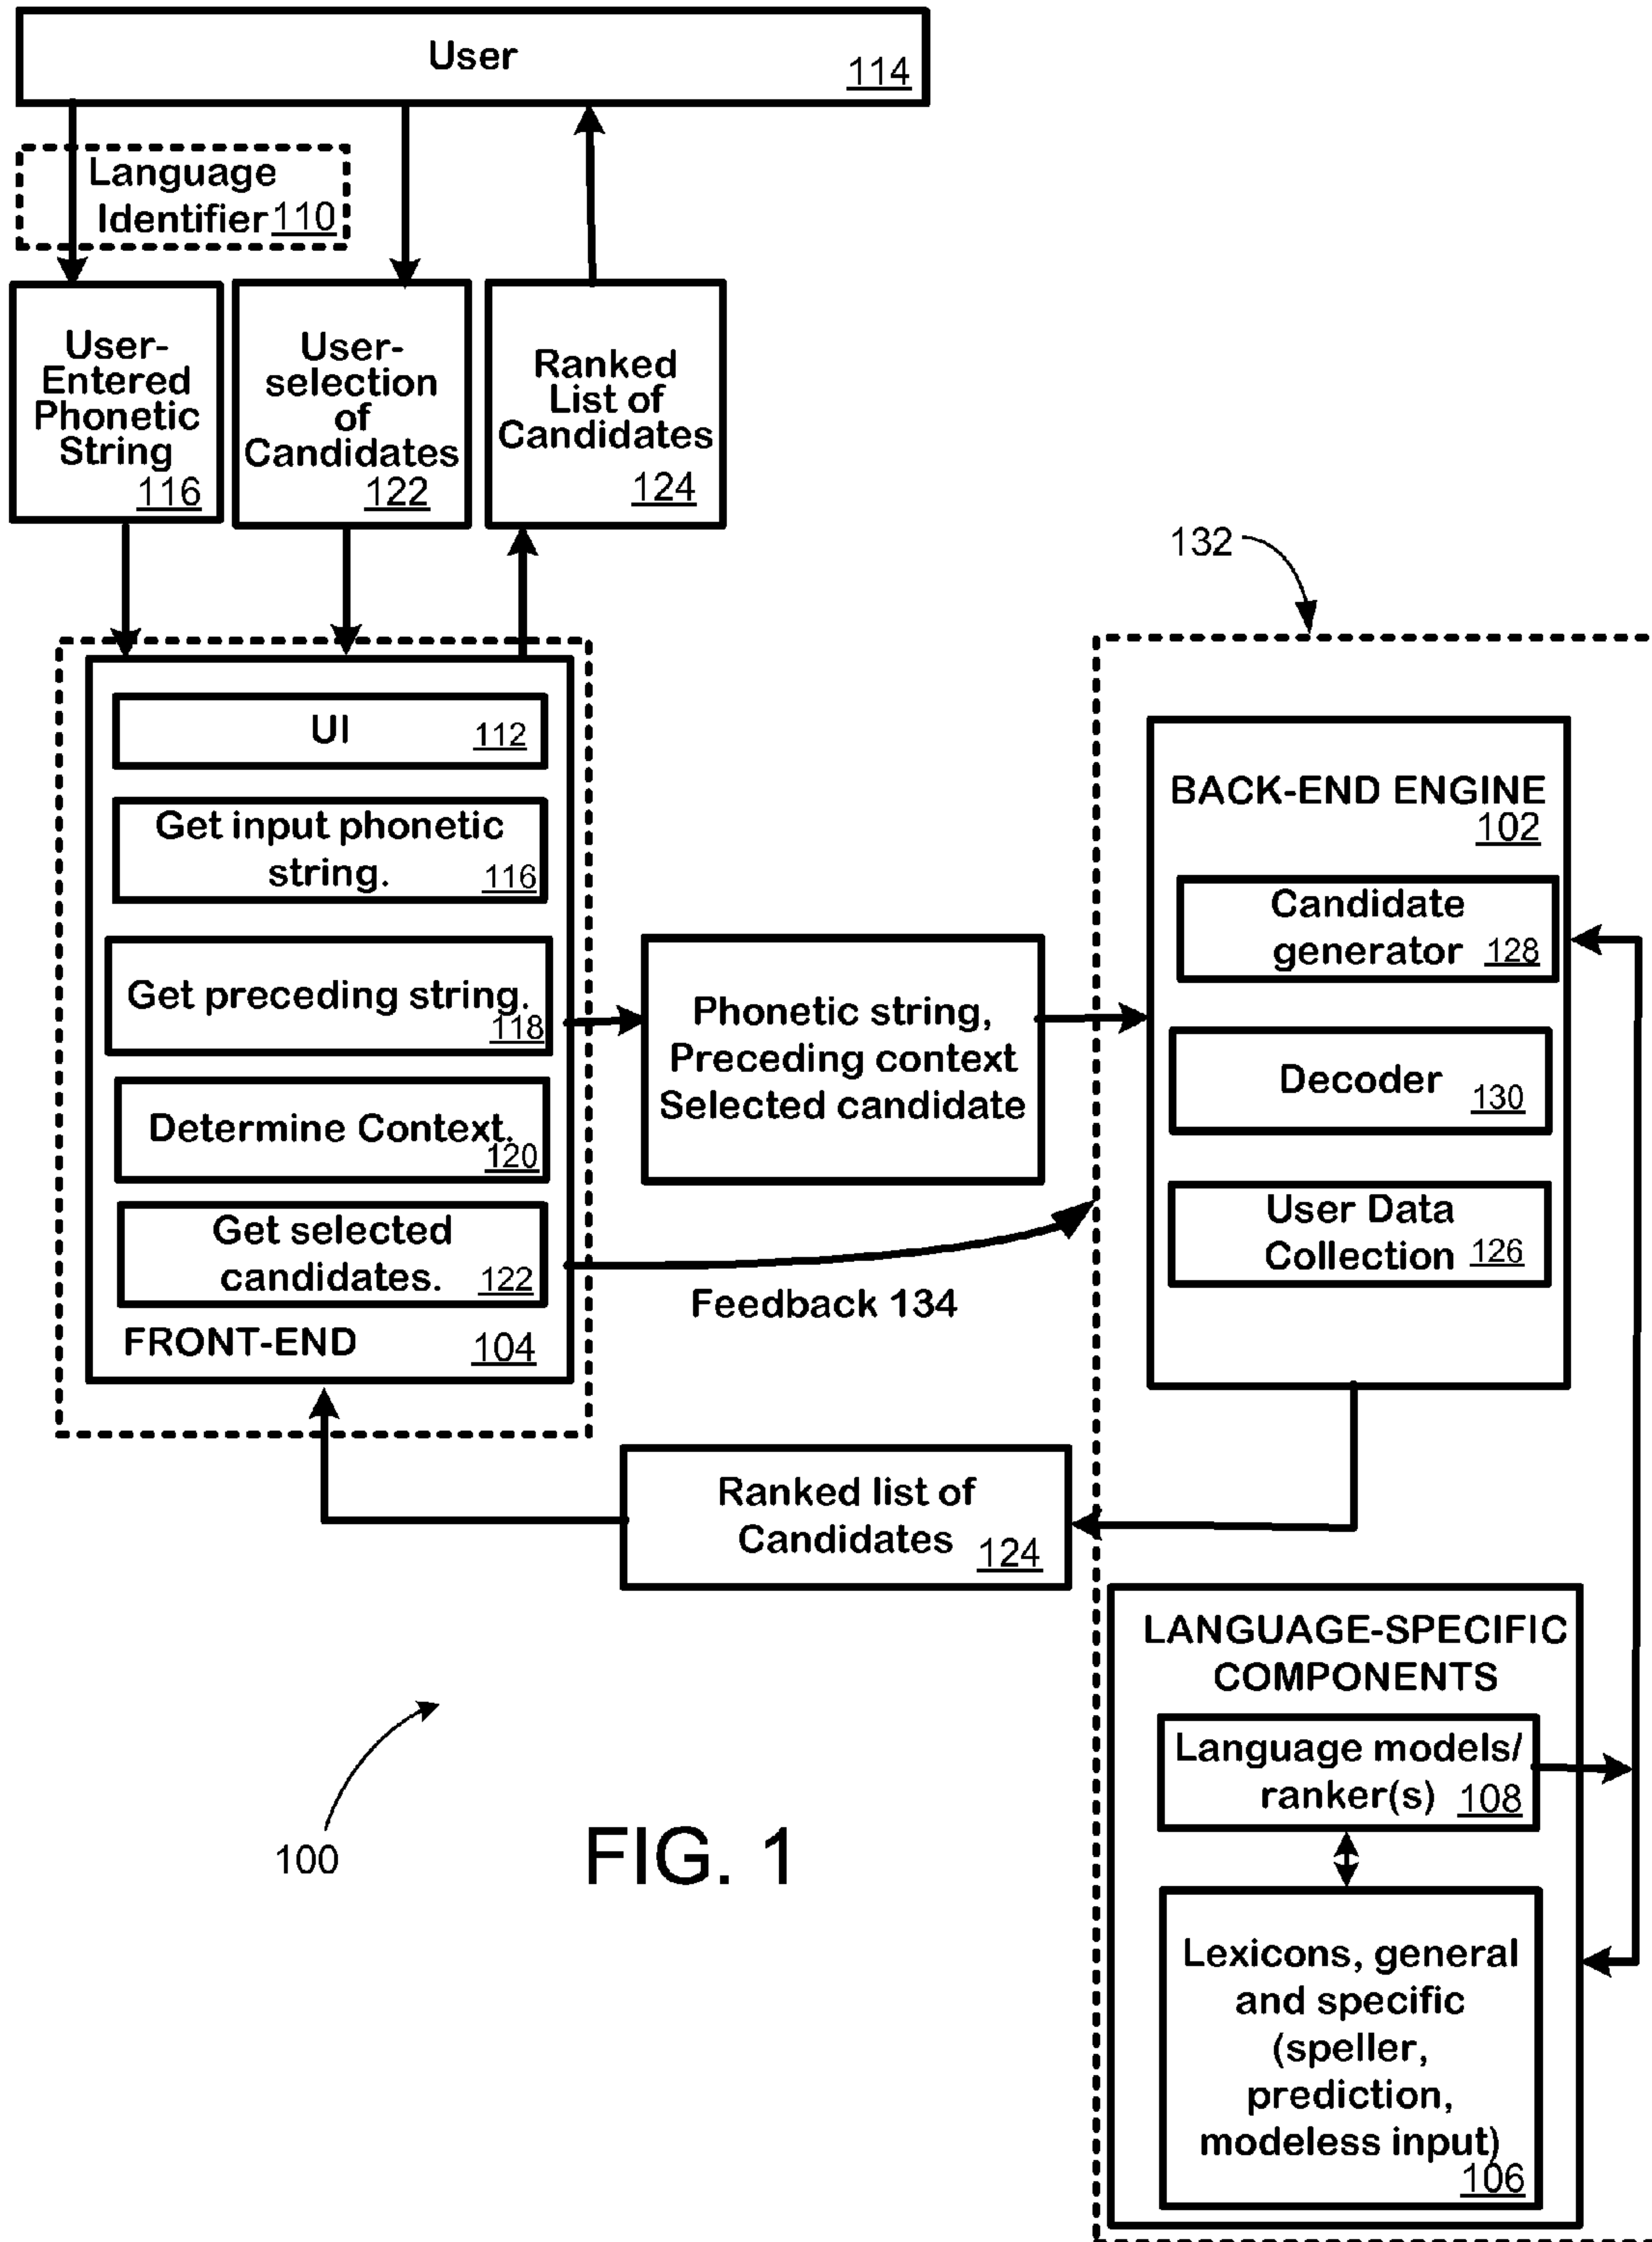 User
114
Language
Identifier 110
User-
Entered
Phonetic
String
116
User-
selection
of
Candidates
122
Ranked
List of
Candidates
124
132
UI 112
Get input phonetic
string. 116
Get preceding string.
118
Determine Context.
120
Get selected
candidates. 122
FRONT-END 104
Phonetic string,
Preceding context
Selected candidate
Feedback 134
BACK-END ENGINE
102
Candidate
generator 128
Decoder 130
User Data
Collection 126
Ranked list of
Candidates 124
LANGUAGE-SPECIFIC
COMPONENTS
Language models/
ranker(s) 108
Lexicons, general
and specific
(speller,
prediction,
modeless input)
106
100
FIG. 1